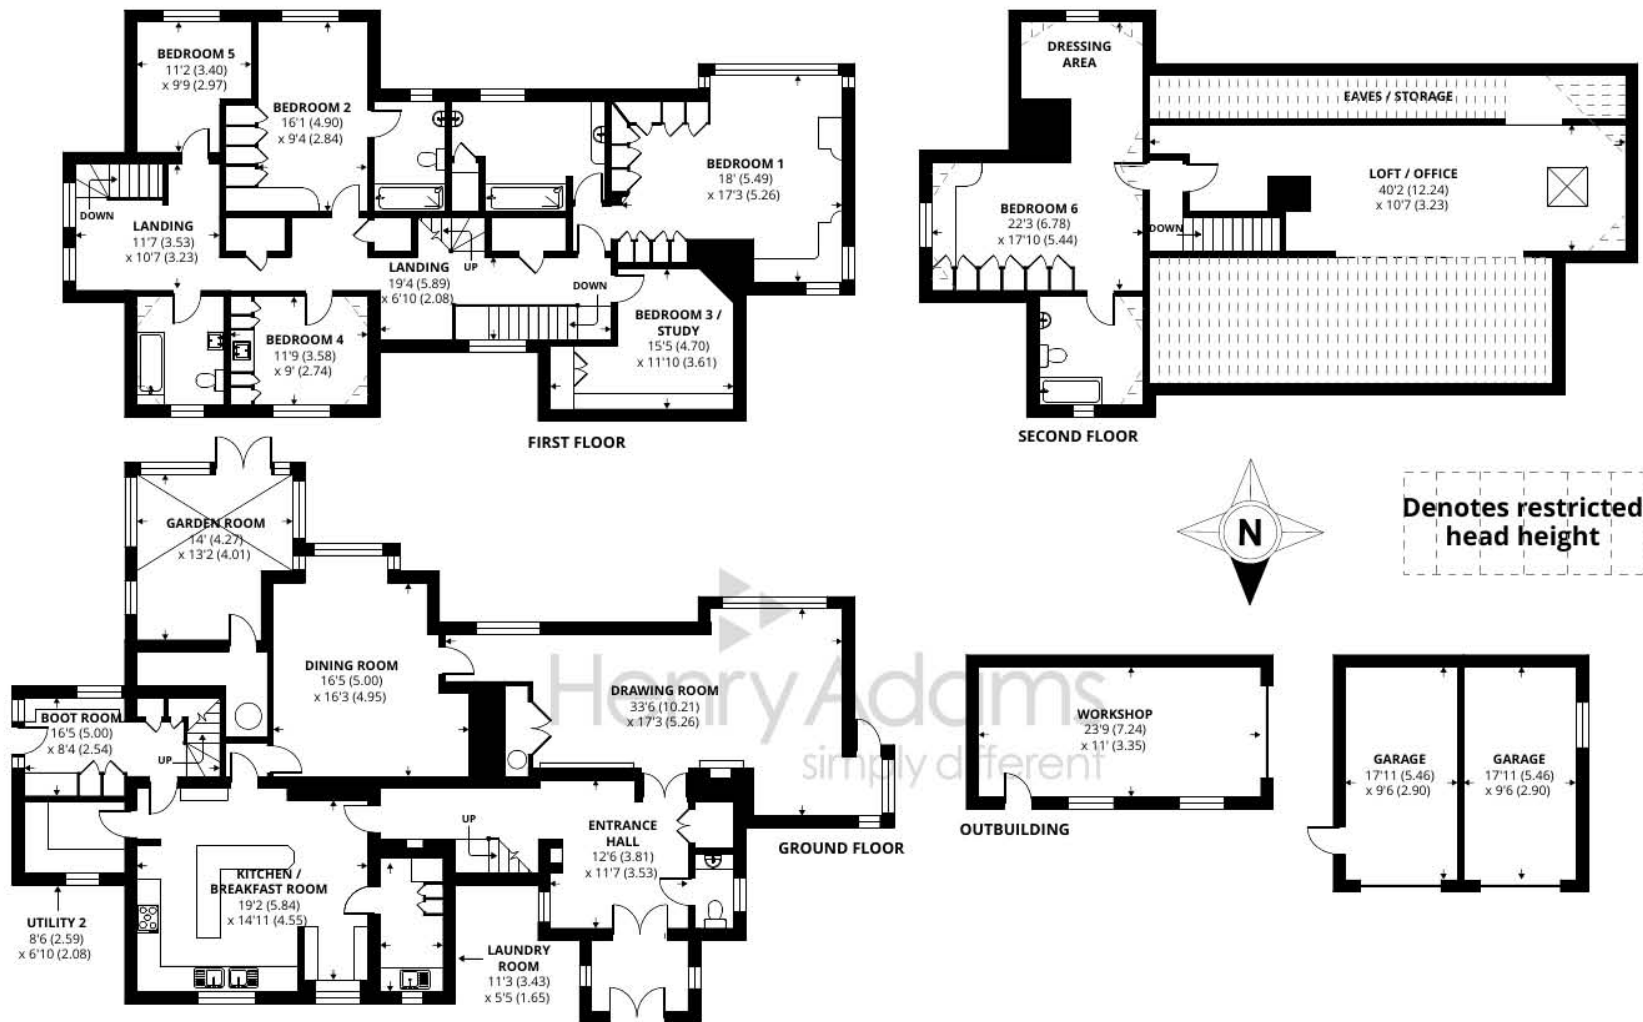 BEDROOM 5
11'2 (3.40)
x 9'9 (2.97)
BEDROOM 2
16'1 (4.90)
x 9'4 (2.84)
BEDROOM 1
18' (5.49)
x 17'3 (5.26)
DOWN
LANDING
11'7 (3.53)
x 10'7 (3.23)
LANDING
19'4 (5.89)
x 6'10 (2.08)
UP
DOWN
BEDROOM 4
11'9 (3.58)
x 9' (2.74)
BEDROOM 3 /
STUDY
15'5 (4.70)
x 11'10 (3.61)
FIRST FLOOR
DRESSING
AREA
EAVES / STORAGE
LOFT / OFFICE
40'2 (12.24)
x 10'7 (3.23)
BEDROOM 6
22'3 (6.78)
x 17'10 (5.44)
DOWN
SECOND FLOOR
GARDEN ROOM
14' (4.27)
x 13'2 (4.01)
DINING ROOM
16'5 (5.00)
x 16'3 (4.95)
DRAWING ROOM
33'6 (10.21)
x 17'3 (5.26)
BOOT ROOM
16'5 (5.00)
x 8'4 (2.54)
UP
UP
ENTRANCE
HALL
12'6 (3.81)
x 11'7 (3.53)
KITCHEN /
BREAKFAST ROOM
19'2 (5.84)
x 14'11 (4.55)
UTILITY 2
8'6 (2.59)
x 6'10 (2.08)
LAUNDRY
ROOM
11'3 (3.43)
x 5'5 (1.65)
GROUND FLOOR
Henry Adams
simply different
N
Denotes restricted
head height
WORKSHOP
23'9 (7.24)
x 11' (3.35)
OUTBUILDING
GARAGE
17'11 (5.46)
x 9'6 (2.90)
GARAGE
17'11 (5.46)
x 9'6 (2.90)